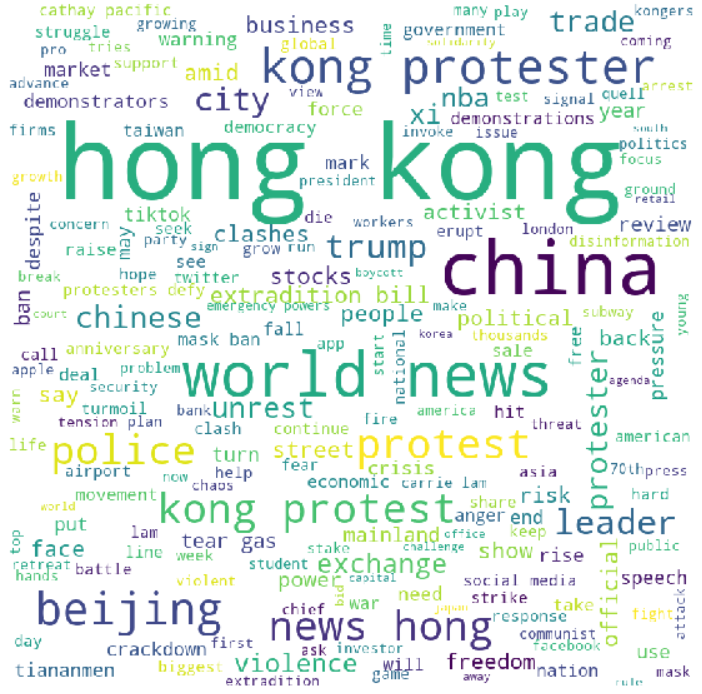 cathay pacific
growing
business
many
play
kongers
struggle
tries
warning
global
time
government
solidarity
trade
coming
pro
support
amid
kong protester
market
view
nba
test
signal
quell
arrest
advance
demonstrators
city
force
xi
demonstrations
year
firms
taiwan
democracy
invoke
issue
south
politics
hong kong
mark
focus
growth
president
ground
retail
despite
tiktok
die
workers
activist
london
review
concern
seek
clashes
erupt
may
party
sign
grow
run
trump
disinformation
raise
see
china
break
hope
twitter
stocks
boycott
ban
protesters defy
extradition bill
court
emergency powers
make
subway
young
chinese
people
political
thousands
back
pressure
mask ban
fall
korea
free
call
anniversary
app
start
national
sale
protester
apple
deal
problem
world news
agenda
warn
say
security
bank
unrest
america
hit
turmoil
tension
plan
clash
continue
fire
threat
american
life
police
turn
street
protest
airport
now
help
fear
crisis
asia
70th
press
movement
chaos
economic
carrie lam
risk
hard
world
kong protest
share
put
anger
end
leader
top
lam
stake
office
keep
face
line
tear gas
mainland
challenge
public
week
student
exchange
show
rise
retreat
hands
battle
violent
power
capital
social media
official
speech
beijing
bid
war
need
strike
take
attack
chief
japan
fight
news hong
response
crackdown
first
ask
communist
day
investor
facebook
use
tiananmen
violence
will
freedom
nation
biggest
game
mask
extradition
away
rule